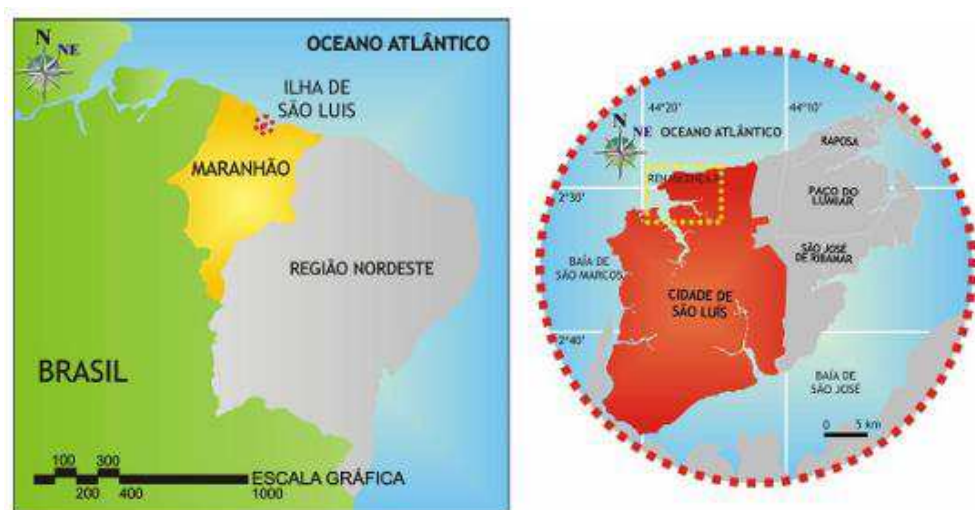 N
NE
OCEANO ATLÂNTICO
ILHA DE
SÃO LUIS
MARANHÃO
REGIÃO NORDESTE
BRASIL
100
300
ESCALA GRÁFICA
200
400
1000
44°20'
44°10'
N
NE
OCEANO ATLÂNTICO
RAPOSA
2°30'
PAÇO DO
LUMIAR
SÃO JOSÉ
DE RIBAMAR
BAÍA DE
SÃO MARCOS
CIDADE DE
SÃO LUÍS
2°40'
BAÍA DE
SÃO JOSÉ
0
5 km